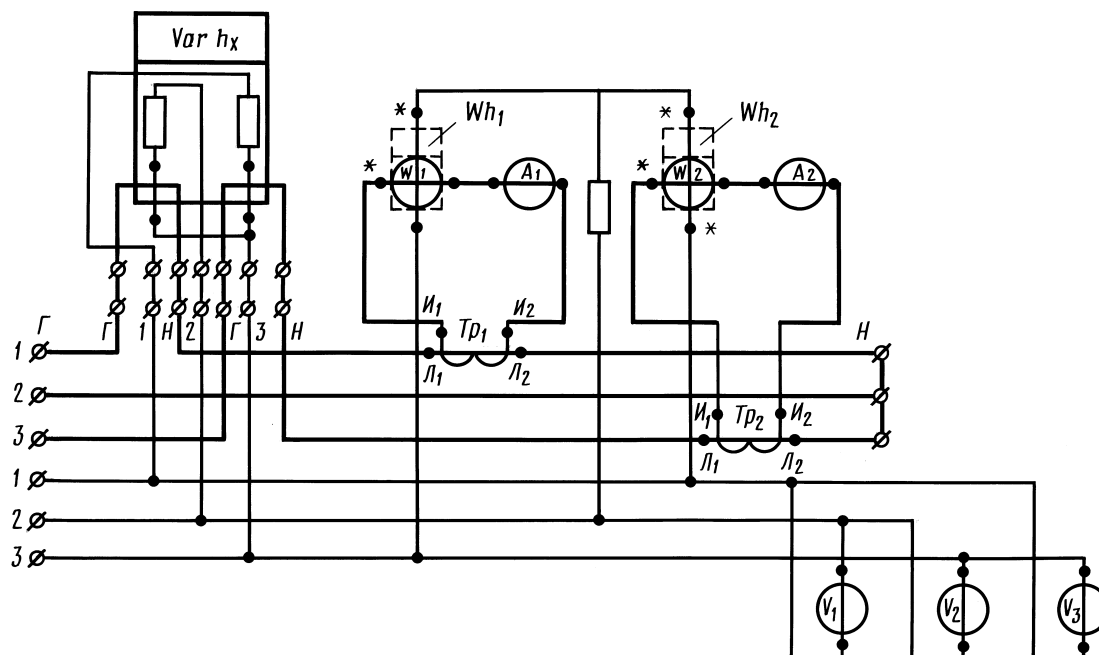 Var hx
* Wh1 * Wh2
* W1 A1 * W2 A2
*
И1 И2
Г Г 1 Н 2 Г 3 Н Тр1 Н
1 Л1 Л2
2 И1 Тр2 И2
3 Л1 Л2
1
2
3
V1 V2 V3